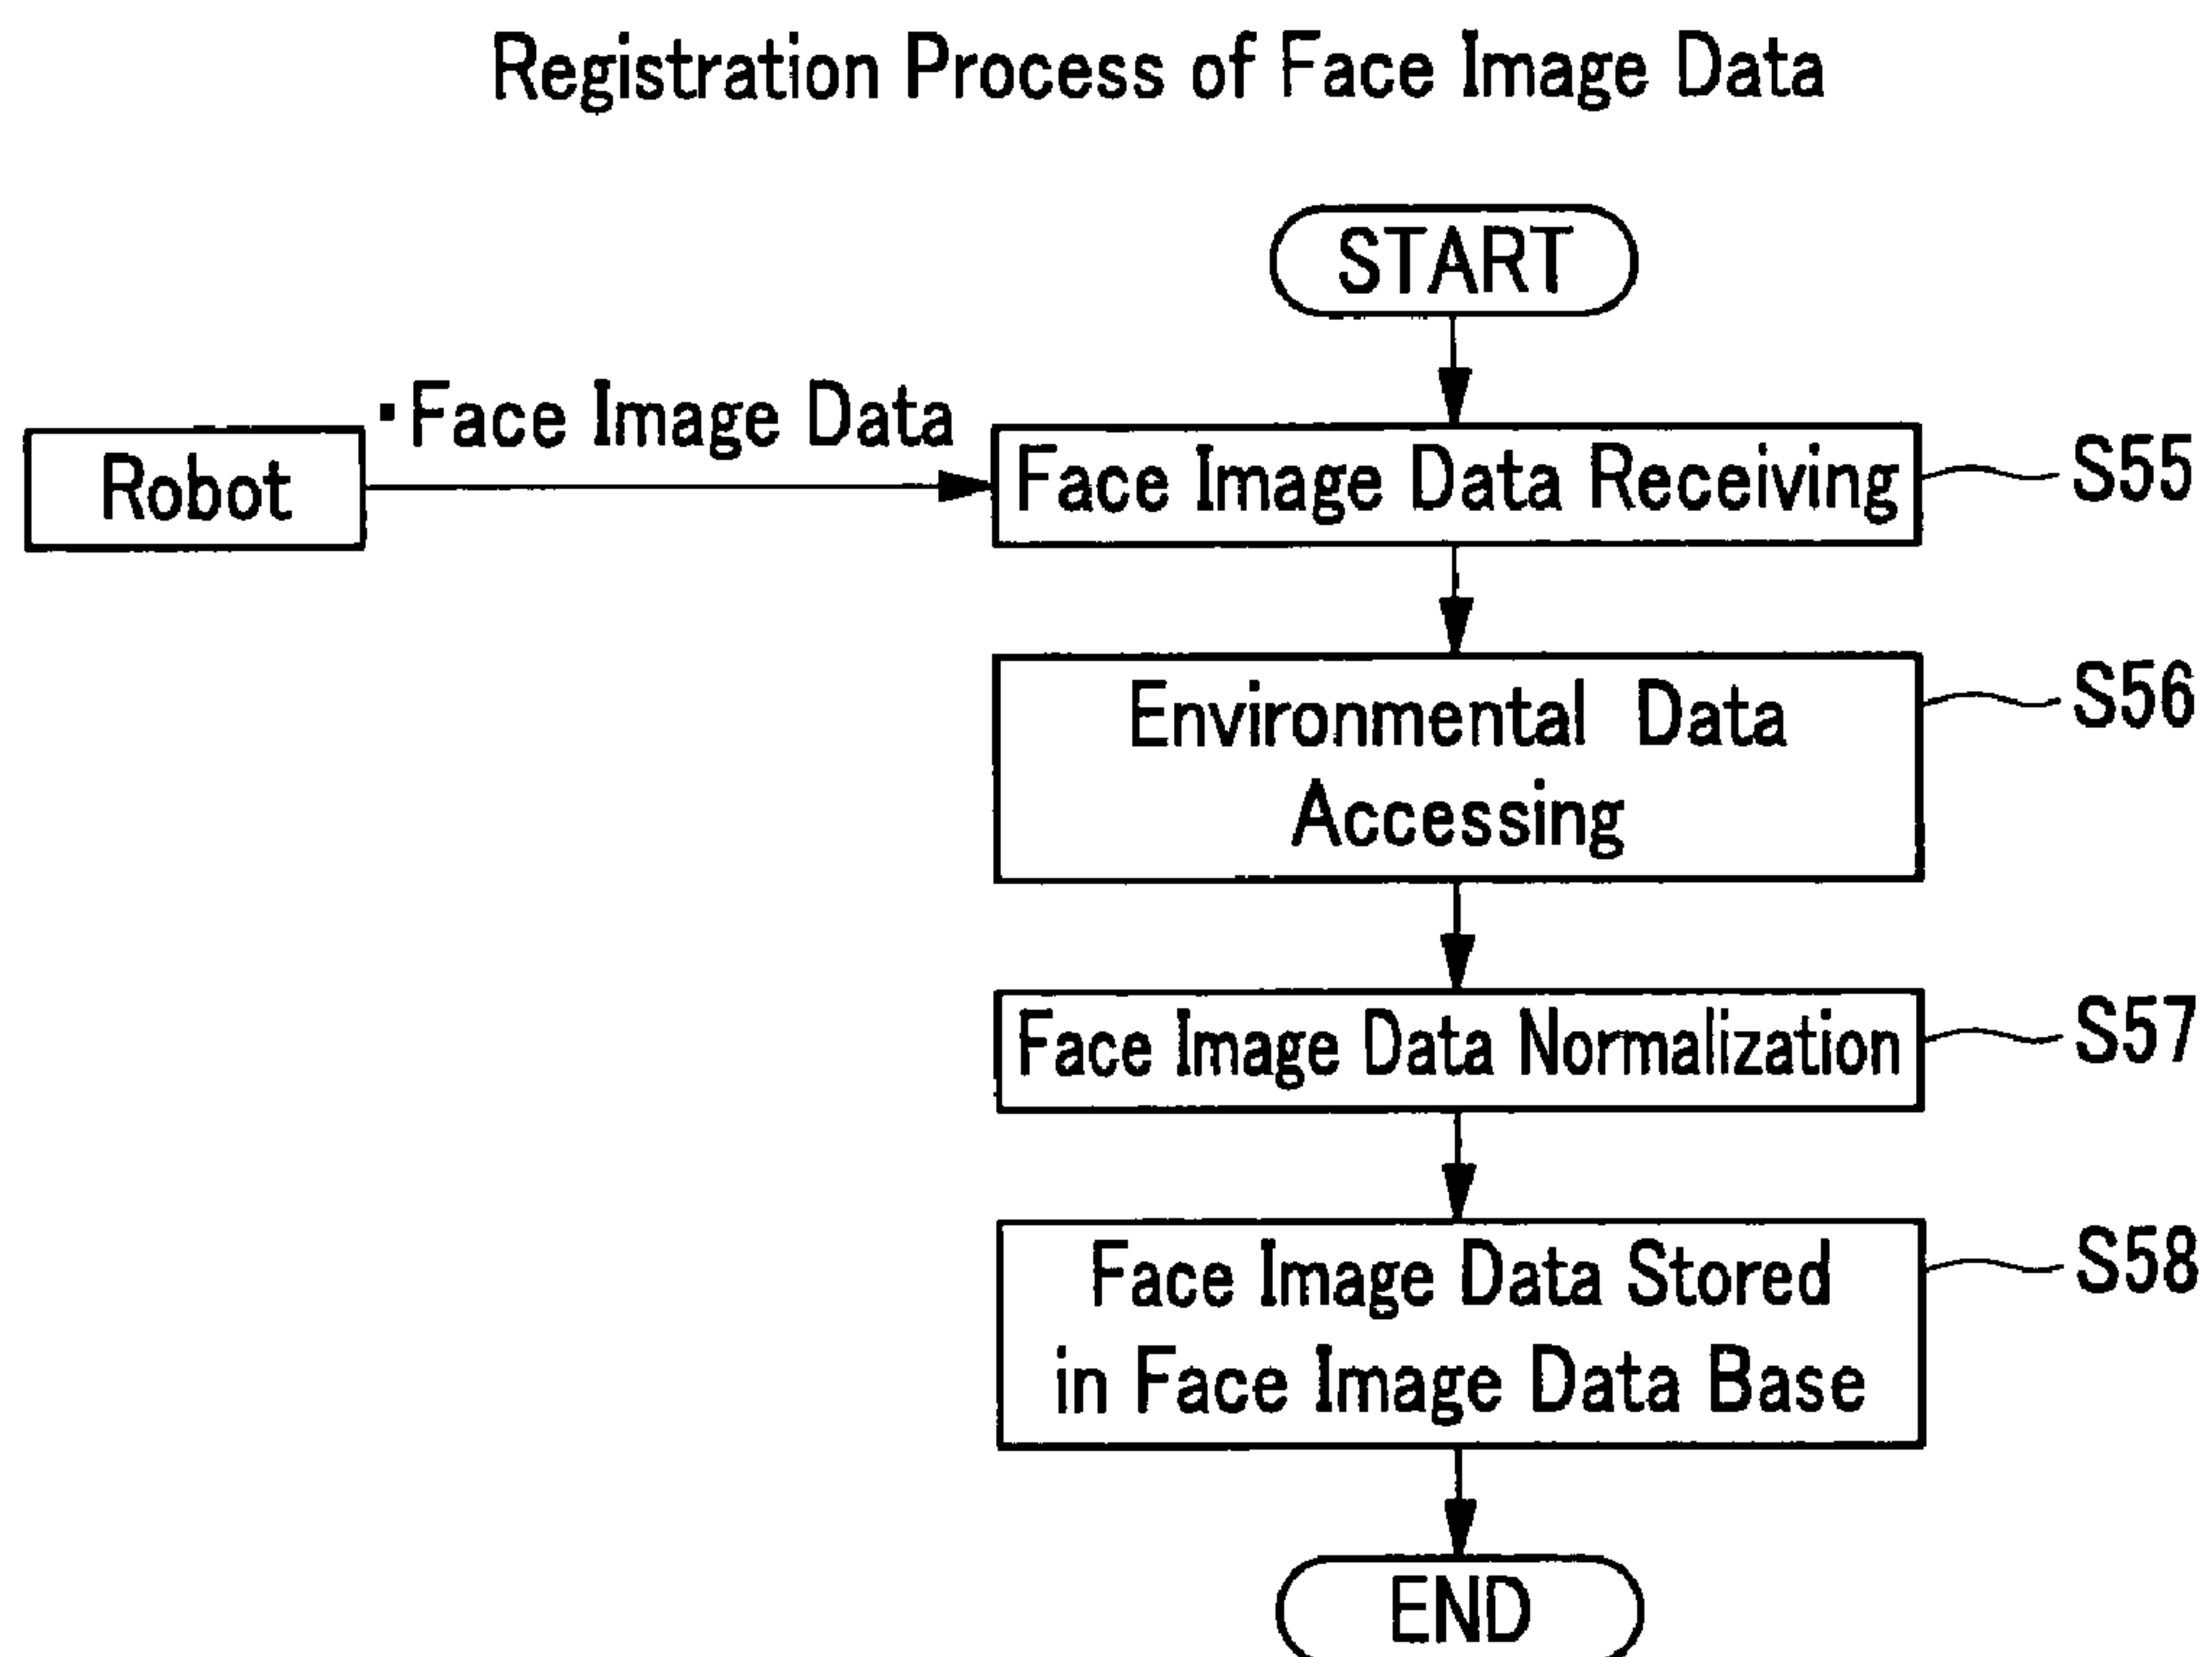 Registration Process of Face Image Data
START
▪Face Image Data
Robot
Face Image Data Receiving
S55
Environmental Data
Accessing
S56
Face Image Data Normalization
S57
Face Image Data Stored
in Face Image Data Base
S58
END